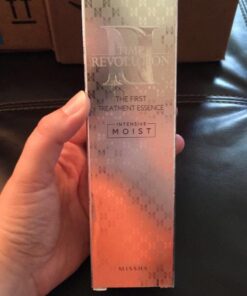 TIME
REVOLUTION
THE FIRST
TREATMENT ESSENCE
INTENSIVE
MOIST
MISSHA